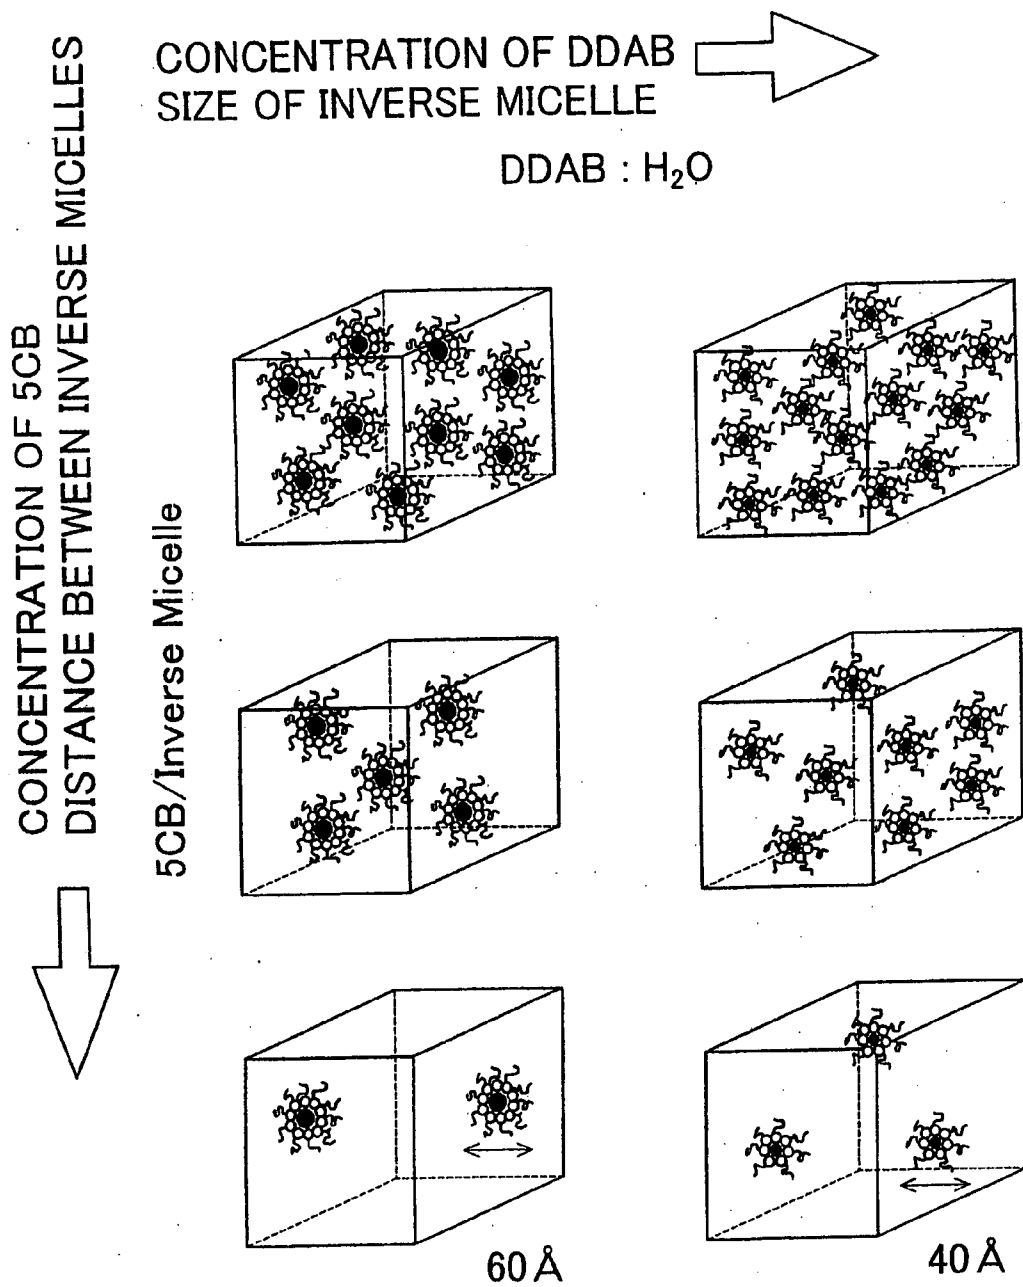 CONCENTRATION OF DDAB
SIZE OF INVERSE MICELLE
DDAB : H₂O
CONCENTRATION OF 5CB
DISTANCE BETWEEN INVERSE MICELLES
5CB/Inverse Micelle
60 Å
40 Å